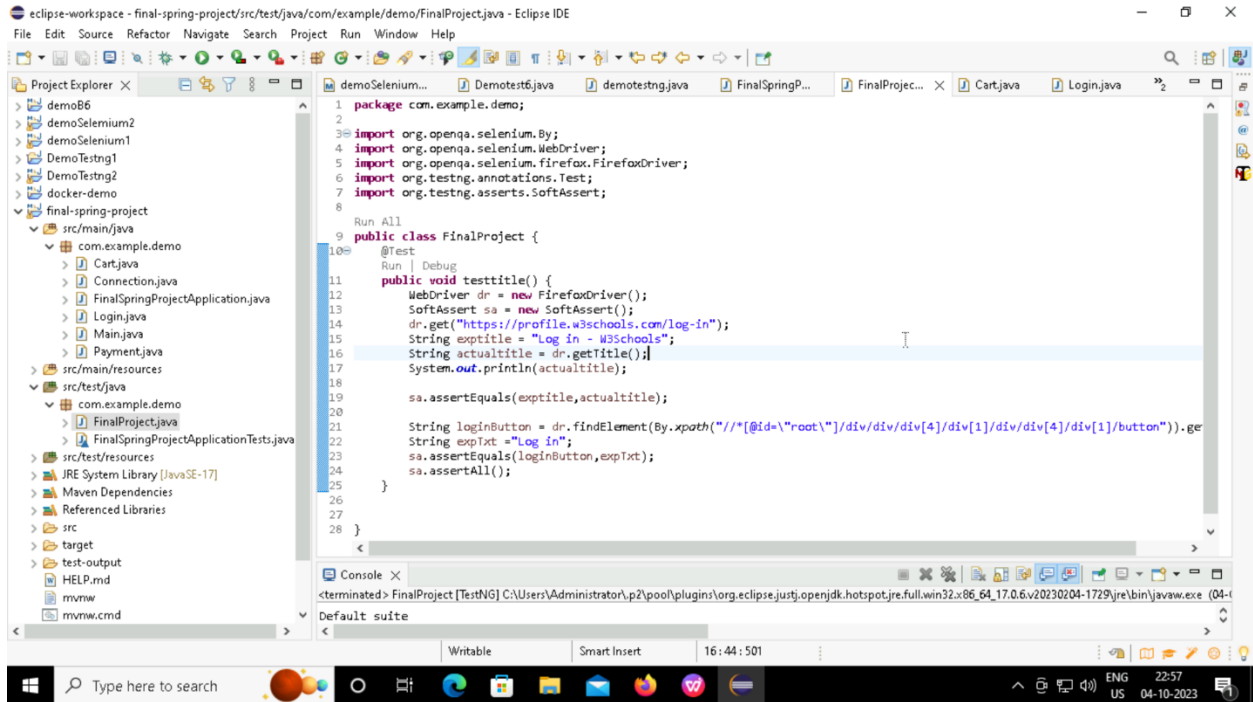 eclipse-workspace - final-spring-project/src/test/java/com/example/demo/FinalProject.java - Eclipse IDE
File Edit Source Refactor Navigate Search Project Run Window Help
Project Explorer
demoB6
demoSelemium2
demoSelenium1
DemoTestng1
DemoTestng2
docker-demo
final-spring-project
src/main/java
com.example.demo
Cart.java
Connection.java
FinalSpringProjectApplication.java
Login.java
Main.java
Payment.java
src/main/resources
src/test/java
com.example.demo
FinalProject.java
FinalSpringProjectApplicationTests.java
src/test/resources
JRE System Library [JavaSE-17]
Maven Dependencies
Referenced Libraries
src
target
test-output
HELP.md
mvnw
mvnw.cmd
demoSelenium... Demotest6.java demotestng.java FinalSpringP... FinalProjec... Cart.java Login.java »2
1 package com.example.demo;
2
3 import org.openqa.selenium.By;
4 import org.openqa.selenium.WebDriver;
5 import org.openqa.selenium.firefox.FirefoxDriver;
6 import org.testng.annotations.Test;
7 import org.testng.asserts.SoftAssert;
8
Run All
9 public class FinalProject {
10 @Test
Run | Debug
11 public void testtitle() {
12 WebDriver dr = new FirefoxDriver();
13 SoftAssert sa = new SoftAssert();
14 dr.get("https://profile.w3schools.com/log-in");
15 String exptitle = "Log in - W3Schools";
16 String actualtitle = dr.getTitle();
17 System.out.println(actualtitle);
18
19 sa.assertEquals(exptitle,actualtitle);
20
21 String loginButton = dr.findElement(By.xpath("//*[@id=\"root\"]/div/div/div[4]/div[1]/div/div[4]/div[1]/button")).ge
22 String expTxt ="Log in";
23 sa.assertEquals(loginButton,expTxt);
24 sa.assertAll();
25 }
26
27
28 }
Console
<terminated> FinalProject [TestNG] C:\Users\Administrator\.p2\pool\plugins\org.eclipse.justj.openjdk.hotspot.jre.full.win32.x86_64_17.0.6.v20230204-1729\jre\bin\javaw.exe (04-
Default suite
Writable Smart Insert 16 : 44 : 501
Type here to search
ENG US
22:57
04-10-2023
1